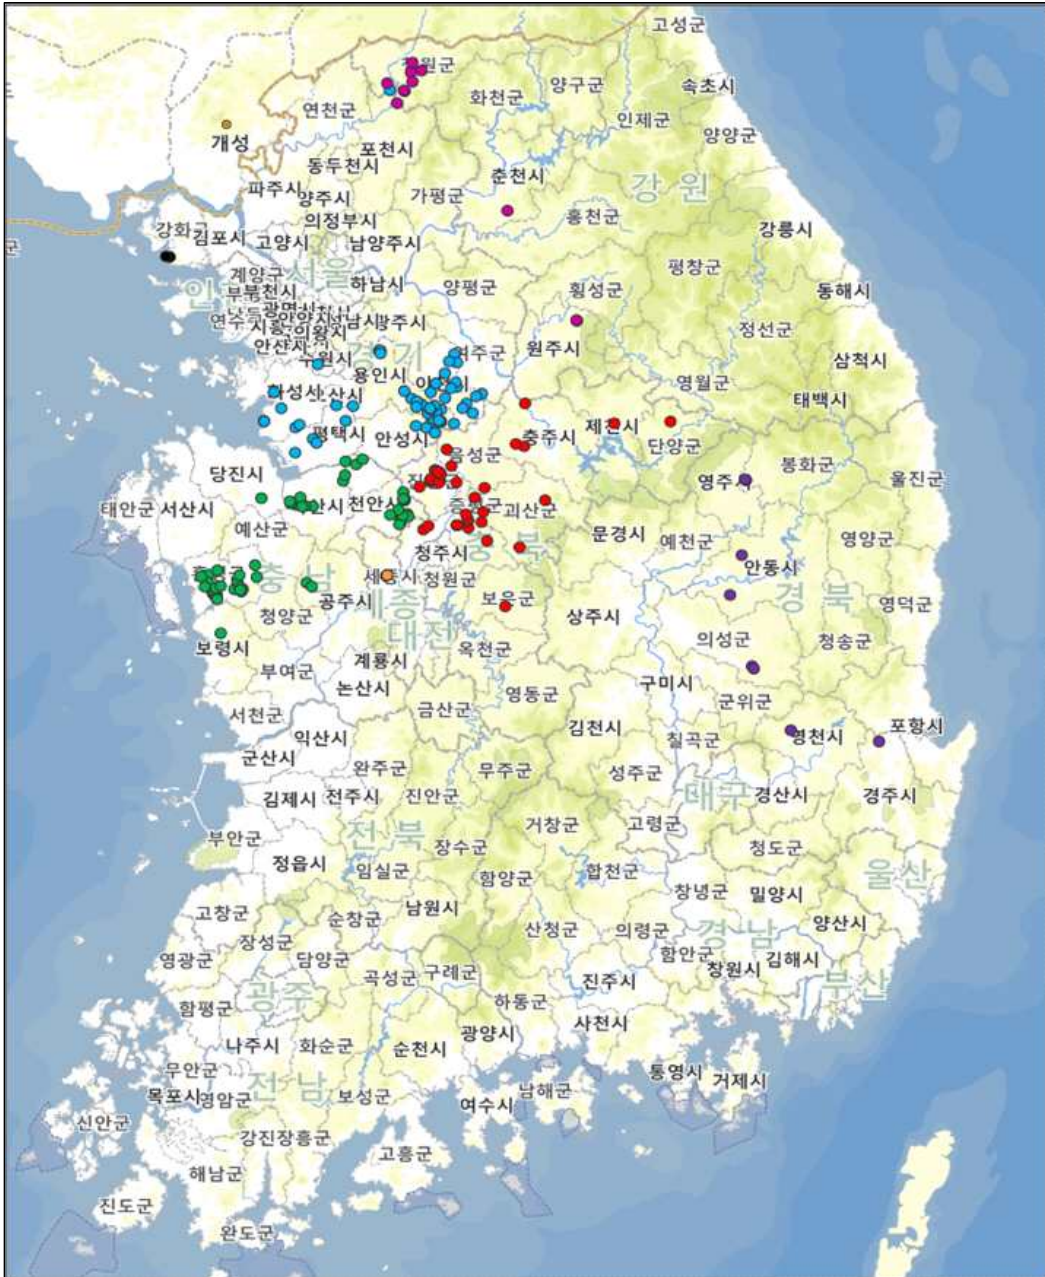 고성군
양구군
속초시
화천군
연천군
인제군
양양군
개성
포천시
동두천시
춘천시
강 원
파주시
양주시
가평군
의정부시
홍천군
강화군
김포시
고양시
남양주시
강릉시
서울
계양구
하남시
양평군
횡성군
평창군
동해시
정선군
원주시
삼척시
경 기
용인시
영월군
태백시
평택시
안성시
충주시
제천시
단양군
음성군
봉화군
울진군
당진시
영주시
태안군
서산시
천안시
괴산군
예산군
문경시
예천군
영양군
청주시
충 북
안동시
충 남
세종시
청원군
경 북
영덕군
공주시
세종
보은군
청양군
상주시
대전
의성군
청송군
보령시
옥천군
계룡시
부여군
구미시
논산시
영동군
군위군
서천군
금산군
김천시
포항시
익산시
칠곡군
영천시
군산시
완주군
무주군
성주군
대구
경산시
경주시
김제시
전주시
진안군
거창군
고령군
부안군
전 북
장수군
청도군
정읍시
임실군
함양군
합천군
울산
창녕군
밀양시
고창군
순창군
남원시
산청군
의령군
경 남
양산시
장성군
영광군
담양군
곡성군
구례군
함안군
창원시
김해시
진주시
부산
광주
함평군
하동군
광양시
사천시
나주시
화순군
순천시
무안군
전 남
통영시
거제시
목포시
영암군
보성군
여수시
남해군
신안군
강진
장흥군
고흥군
해남군
진도군
완도군